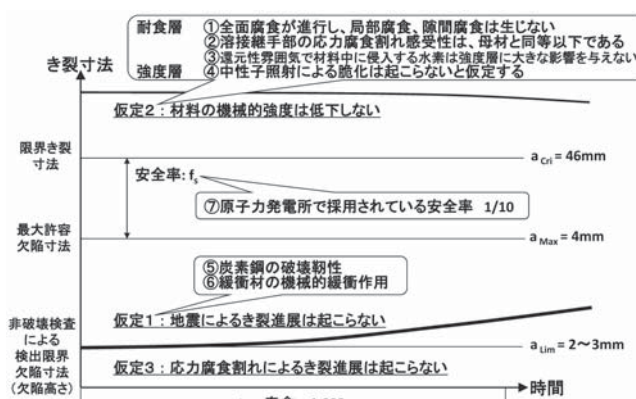 耐食層 ①全面腐食が進行し、局部腐食、隙間腐食は生じない
②溶接継手部の応力腐食割れ感受性は、母材と同等以下である
③還元性雰囲気で材料中に侵入する水素は強度層に大きな影響を与えない
強度層 ④中性子照射による脆化は起こらないと仮定する
き裂寸法
仮定2：材料の機械的強度は低下しない
限界き裂
寸法
aCri = 46mm
安全率: fs
⑦原子力発電所で採用されている安全率 1/10
最大許容
欠陥寸法
aMax = 4mm
⑤炭素鋼の破壊靭性
⑥緩衝材の機械的緩衝作用
仮定1：地震によるき裂進展は起こらない
非破壊検査
による
検出限界
欠陥寸法
(欠陥高さ)
aLim = 2〜3mm
仮定3：応力腐食割れによるき裂進展は起こらない
時間